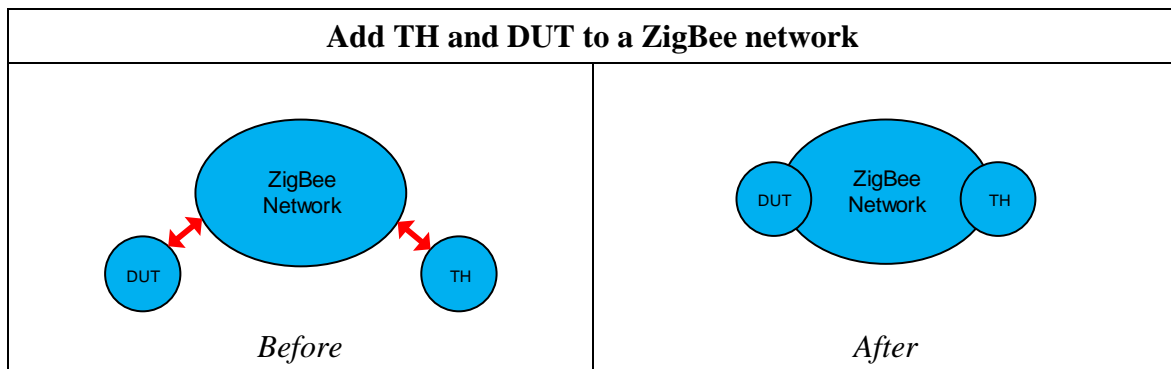 Add TH and DUT to a ZigBee network
ZigBee
Network
DUT
TH
Before
ZigBee
Network
DUT
TH
After